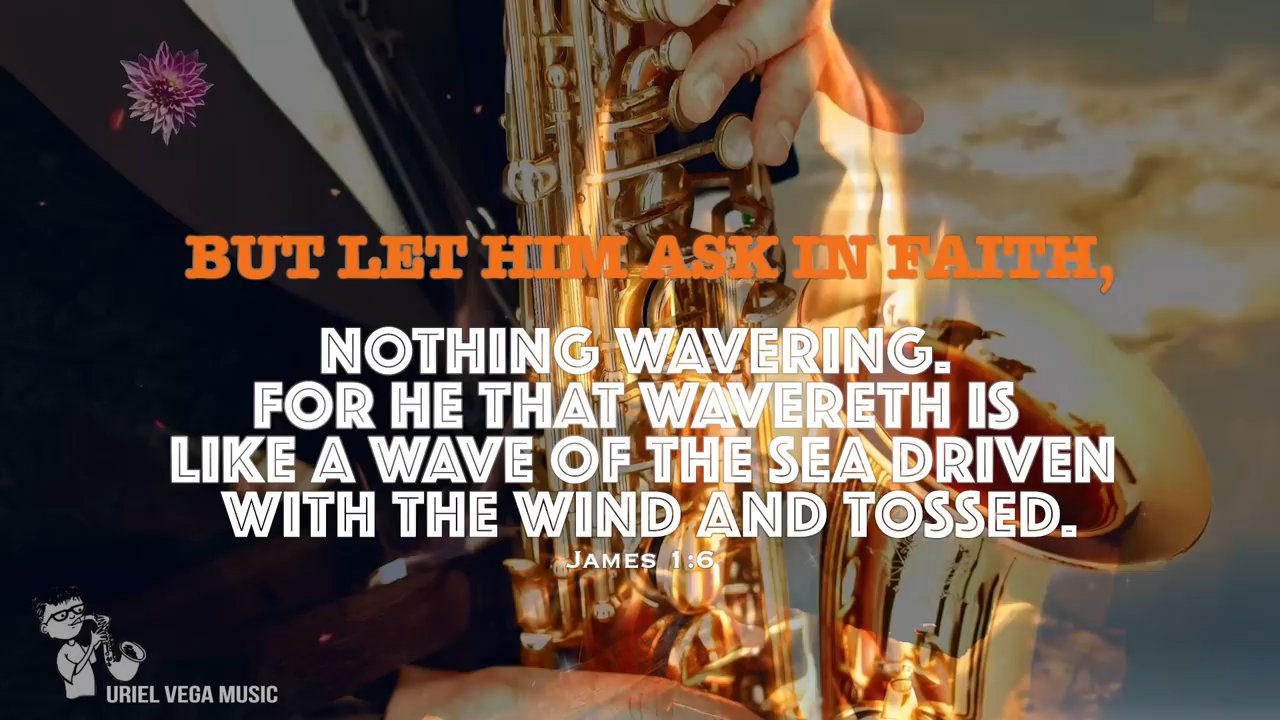 BUT LET HIM ASK IN FAITH,
NOTHING WAVERING.
FOR HE THAT WAVERETH IS
LIKE A WAVE OF THE SEA DRIVEN
WITH THE WIND AND TOSSED.
James 1:6
URIEL VEGA MUSIC